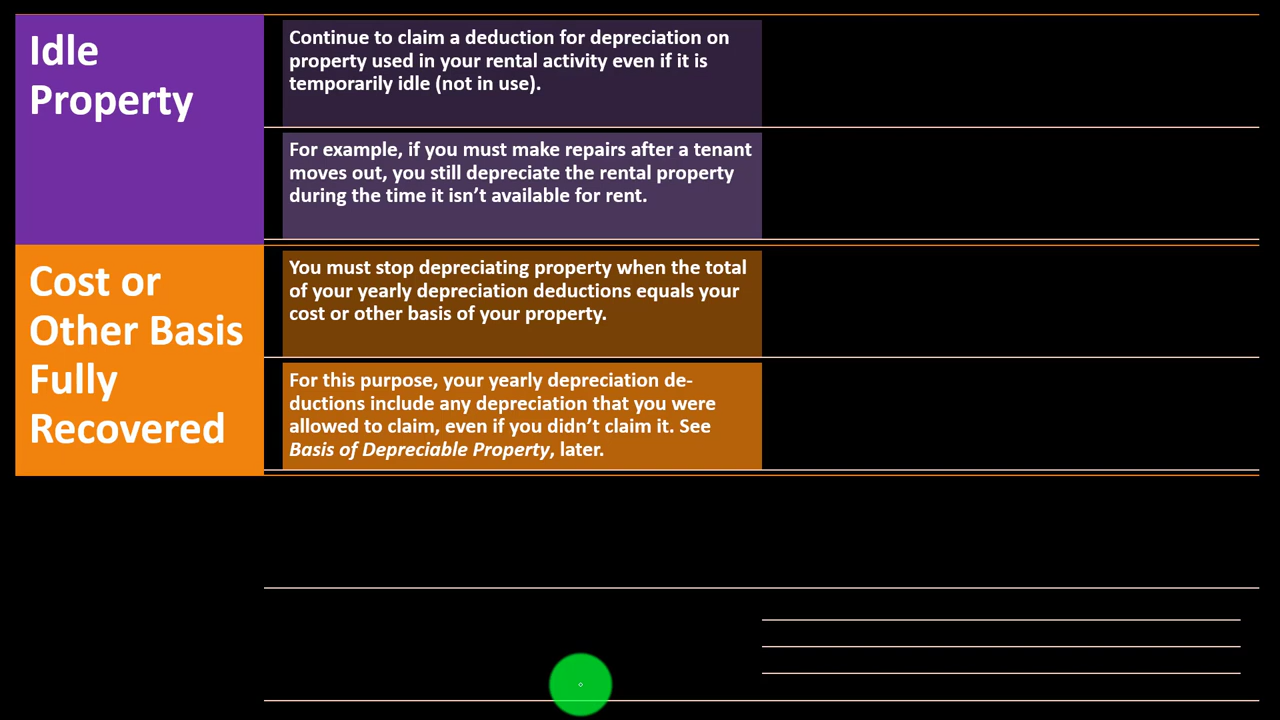 Idle
Property
Continue to claim a deduction for depreciation on
property used in your rental activity even if it is
temporarily idle (not in use).
For example, if you must make repairs after a tenant
moves out, you still depreciate the rental property
during the time it isn’t available for rent.
Cost or
Other Basis
Fully
Recovered
You must stop depreciating property when the total
of your yearly depreciation deductions equals your
cost or other basis of your property.
For this purpose, your yearly depreciation de-
ductions include any depreciation that you were
allowed to claim, even if you didn’t claim it. See
Basis of Depreciable Property, later.